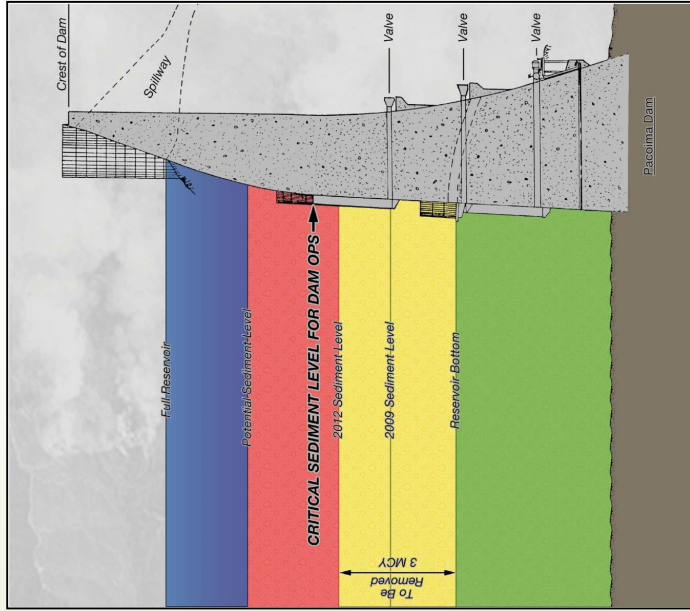 Crest of Dam
Spillway
Valve
Valve
Valve
Full Reservoir
Potential Sediment Level
CRITICAL SEDIMENT LEVEL FOR DAM OPS
2012 Sediment Level
2009 Sediment Level
Reservoir Bottom
To Be
Removed
3 MCY
Pacoima Dam